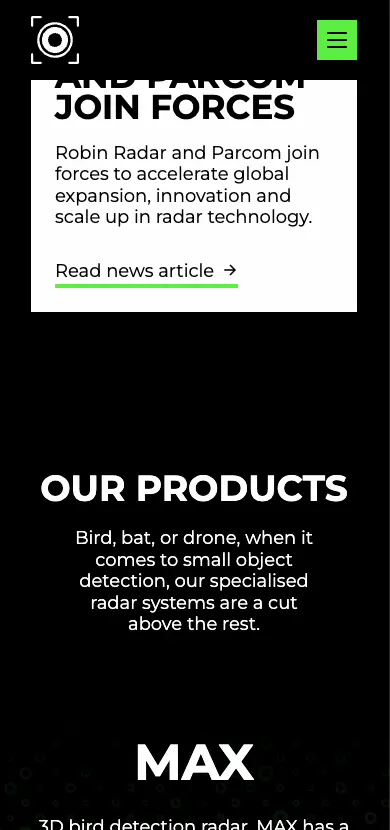 AND PARCOM
JOIN FORCES
Robin Radar and Parcom join
forces to accelerate global
expansion, innovation and
scale up in radar technology.
Read news article →
OUR PRODUCTS
Bird, bat, or drone, when it
comes to small object
detection, our specialised
radar systems are a cut
above the rest.
MAX
3D bird detection radar. MAX has a